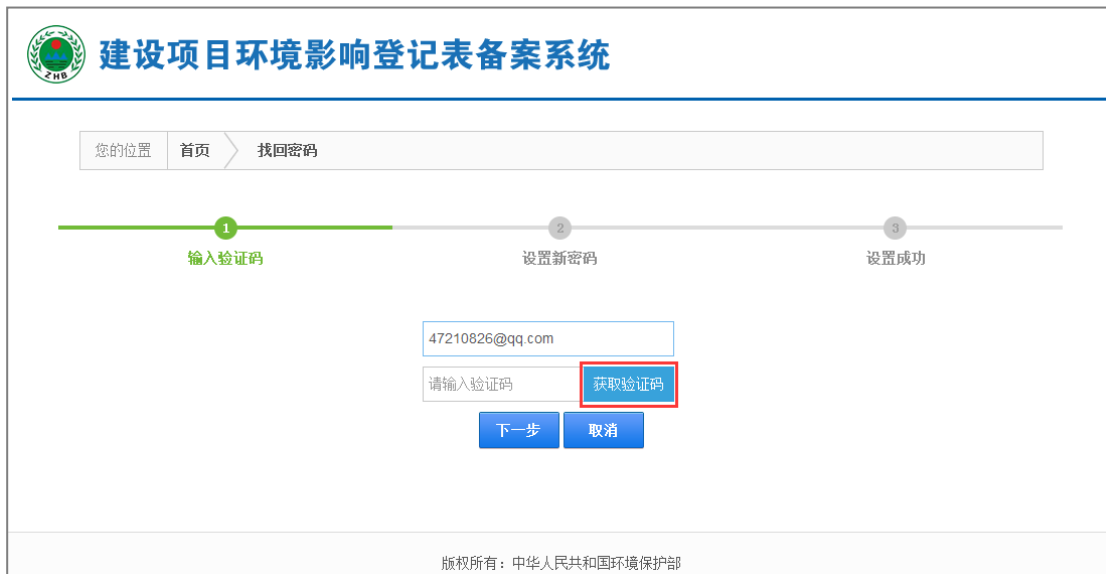 ZHB
建设项目环境影响登记表备案系统
您的位置 首页 找回密码
1 2 3
输入验证码 设置新密码 设置成功
47210826@qq.com
请输入验证码 获取验证码
下一步 取消
版权所有：中华人民共和国环境保护部